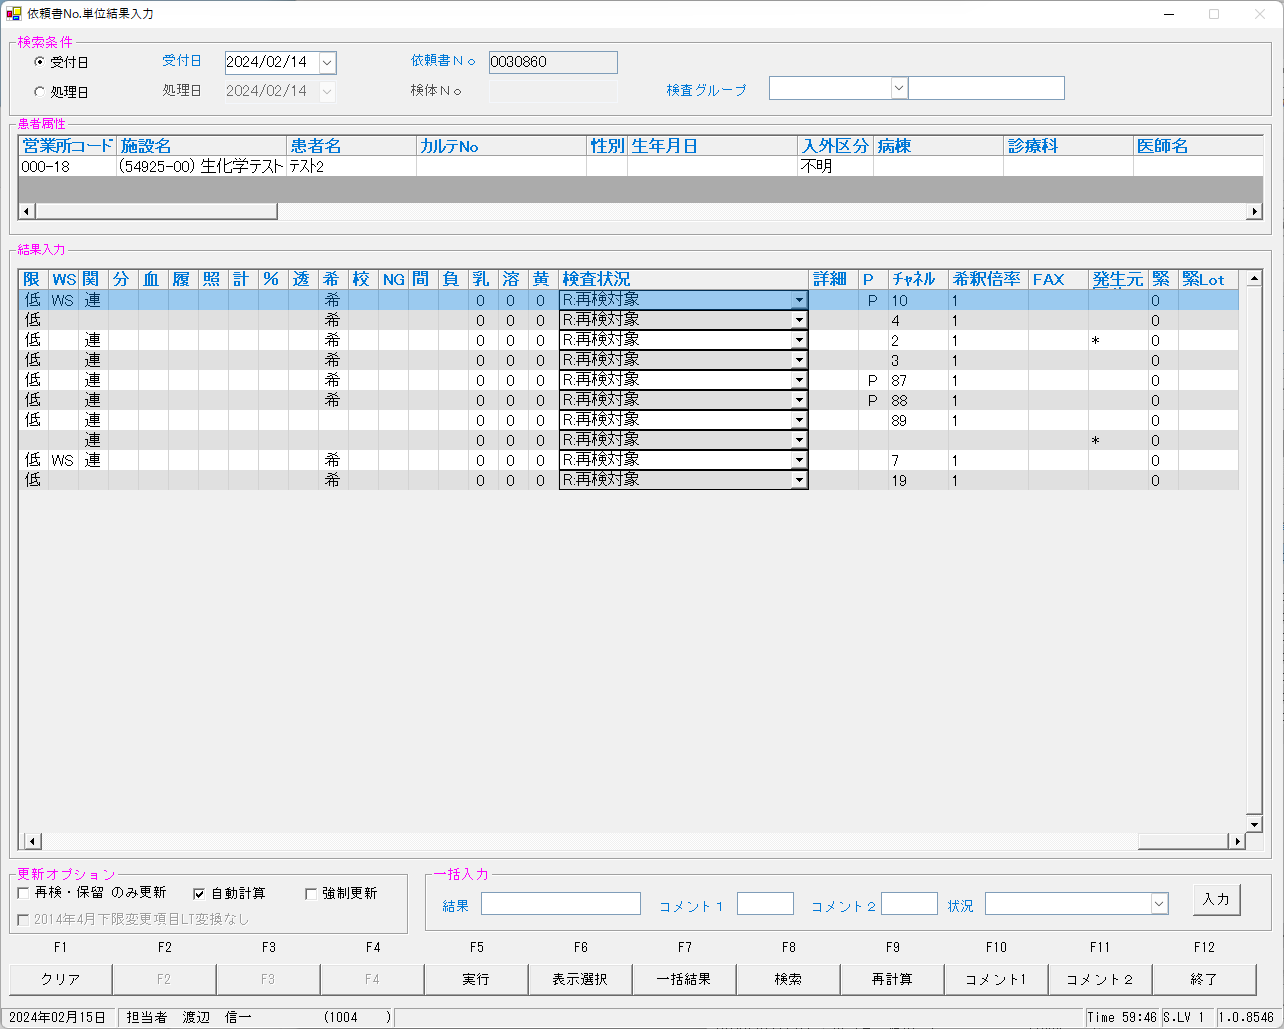 依頼書No.単位結果入力
検索条件
受付日 受付日 2024/02/14 依頼書No 0030860
処理日 処理日 2024/02/14 検体No 検査グループ
患者属性
営業所コード 施設名 患者名 カルテNo 性別 生年月日 入外区分 病棟 診療科 医師名
000-18 (54925-00) 生化学テスト テスト2 不明
結果入力
限 WS 関 分 血 履 照 計 % 透 希 校 NG 間 負 乳 溶 黄 検査状況 詳細 P チャネル 希釈倍率 FAX 発生元 緊 緊Lot
低 WS 連 希 0 0 0 R:再検対象 P 10 1 0
低 希 0 0 0 R:再検対象 4 1 0
低 連 希 0 0 0 R:再検対象 2 1 * 0
低 連 希 0 0 0 R:再検対象 3 1 0
低 連 希 0 0 0 R:再検対象 P 87 1 0
低 連 希 0 0 0 R:再検対象 P 88 1 0
低 連 0 0 0 R:再検対象 89 1 0
連 0 0 0 R:再検対象 * 0
低 WS 連 希 0 0 0 R:再検対象 7 1 0
低 希 0 0 0 R:再検対象 19 1 0
更新オプション
再検・保留 のみ更新 自動計算 強制更新
2014年4月下限変更項目LT変換なし
一括入力
結果 コメント1 コメント2 状況 入力
F1 F2 F3 F4 F5 F6 F7 F8 F9 F10 F11 F12
クリア F2 F3 F4 実行 表示選択 一括結果 検索 再計算 コメント1 コメント2 終了
2024年02月15日 担当者 渡辺 信一 (1004 ) Time 59:46 S.LV 1 1.0.8546